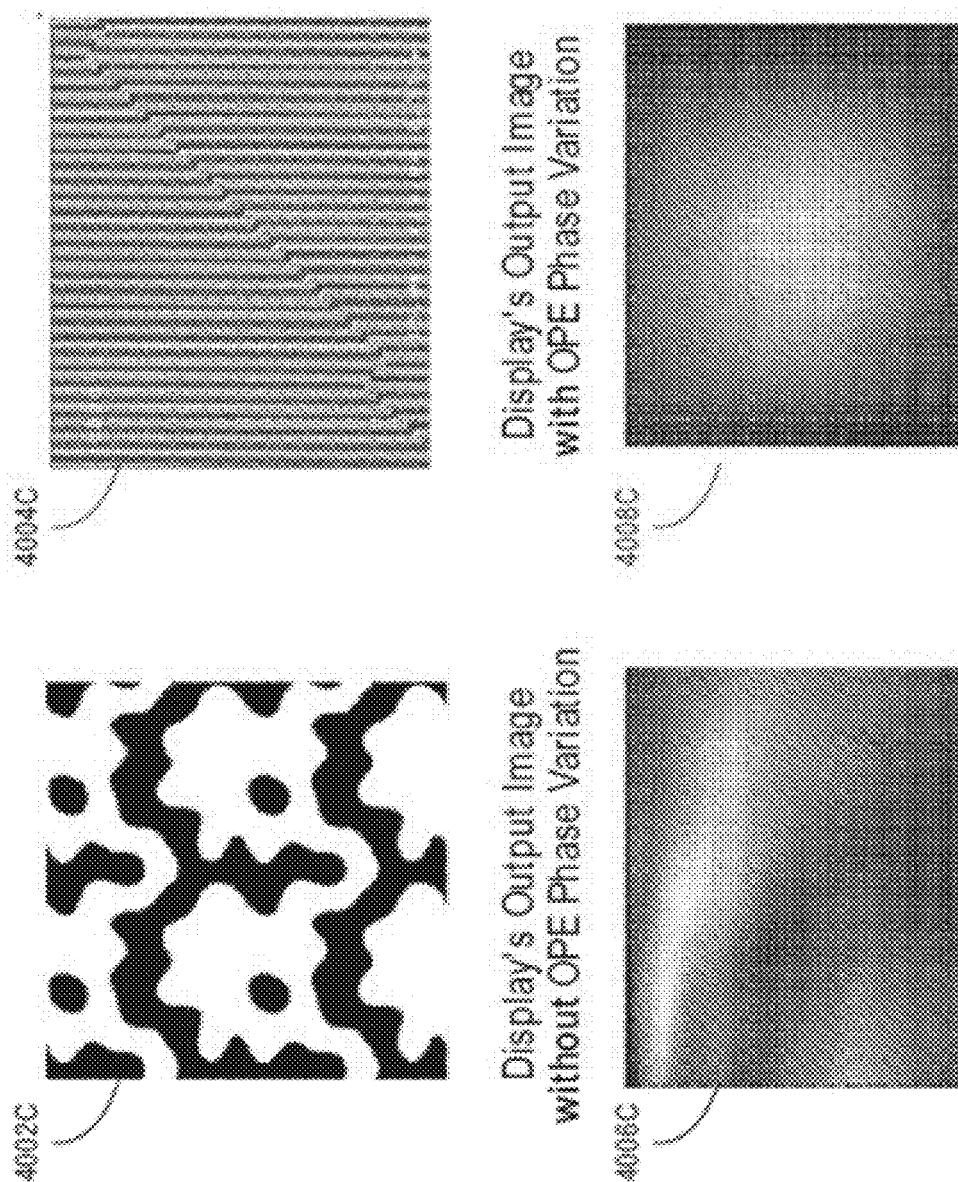 4002C
4004C
Display's Output Image
without OPE Phase Variation
Display's Output Image
with OPE Phase Variation
4006C
4008C